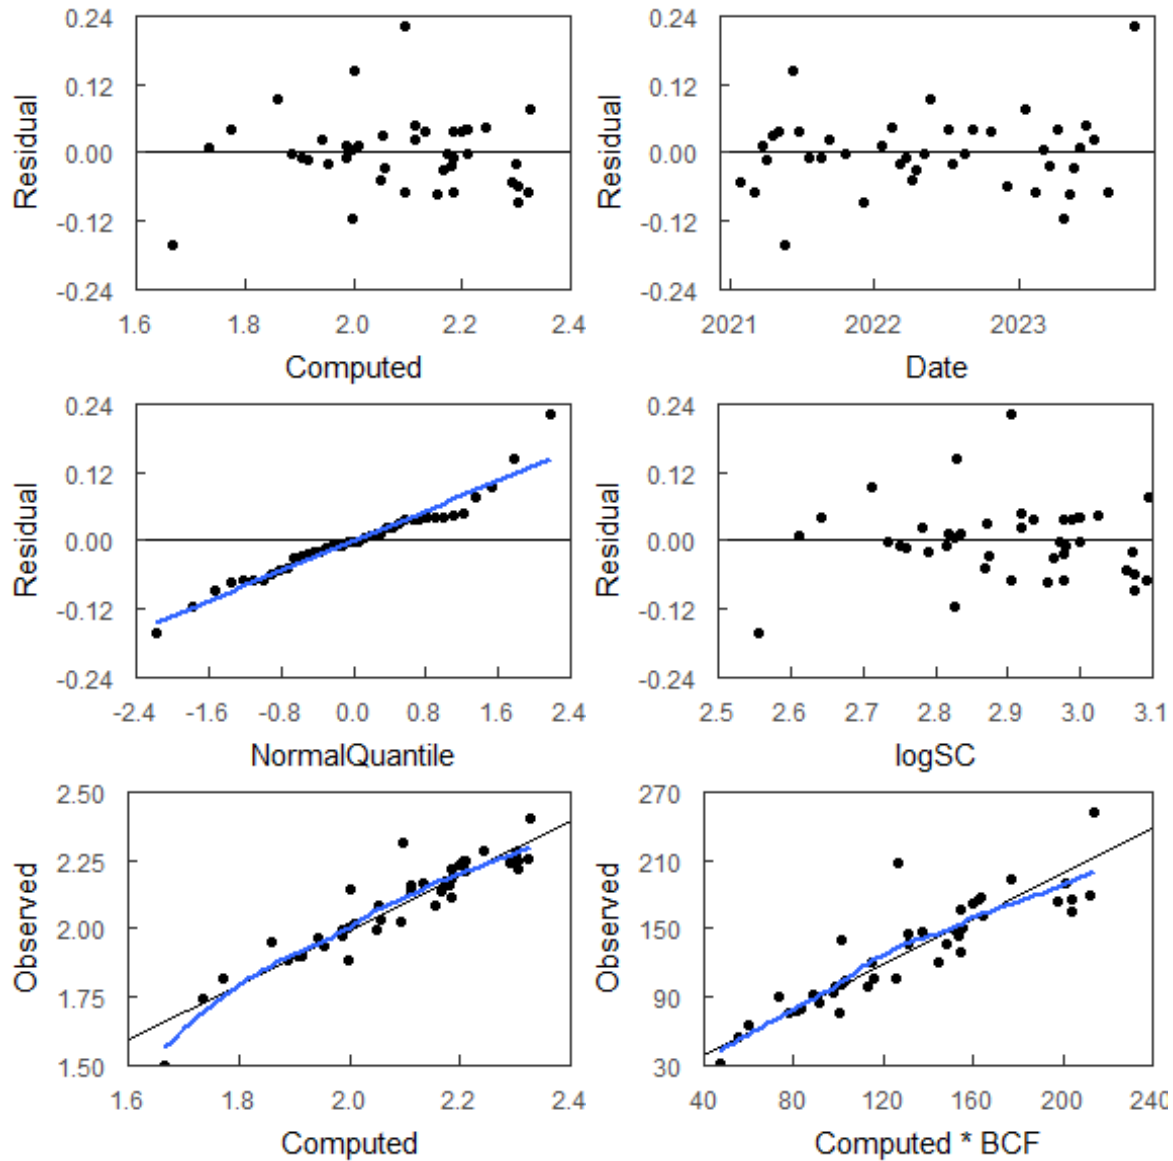 0.24
0.12
0.00
-0.12
-0.24
Residual
1.6 1.8 2.0 2.2 2.4
Computed
0.24
0.12
0.00
-0.12
-0.24
Residual
2021 2022 2023
Date
0.24
0.12
0.00
-0.12
-0.24
Residual
-2.4 -1.6 -0.8 0.0 0.8 1.6 2.4
NormalQuantile
0.24
0.12
0.00
-0.12
-0.24
Residual
2.5 2.6 2.7 2.8 2.9 3.0 3.1
logSC
2.50
2.25
2.00
1.75
1.50
Observed
1.6 1.8 2.0 2.2 2.4
Computed
270
210
150
90
30
Observed
40 80 120 160 200 240
Computed * BCF